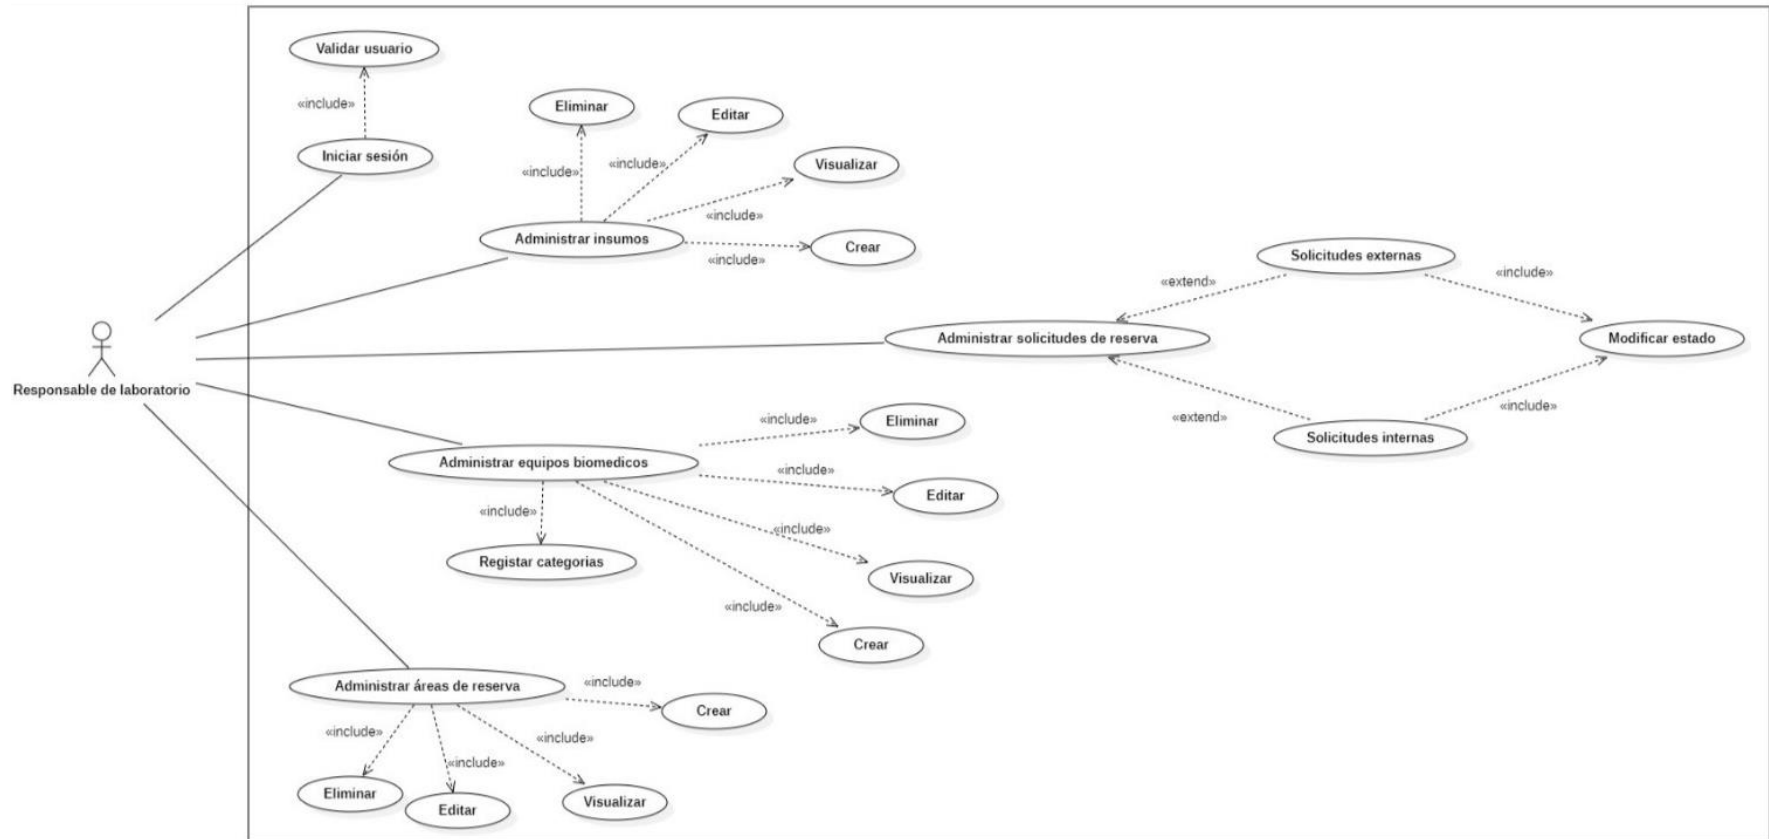 Validar usuario
«include»
Iniciar sesión
Eliminar
Editar
Visualizar
«include»
«include»
«include»
Administrar insumos
Crear
«include»
Solicitudes externas
«extend»
«include»
Administrar solicitudes de reserva
Modificar estado
«extend»
«include»
Solicitudes internas
Responsable de laboratorio
Eliminar
«include»
Administrar equipos biomedicos
«include»
Editar
«include»
«include»
Registar categorias
Visualizar
«include»
Crear
Administrar áreas de reserva
«include»
Crear
«include»
«include»
«include»
Eliminar
Editar
Visualizar